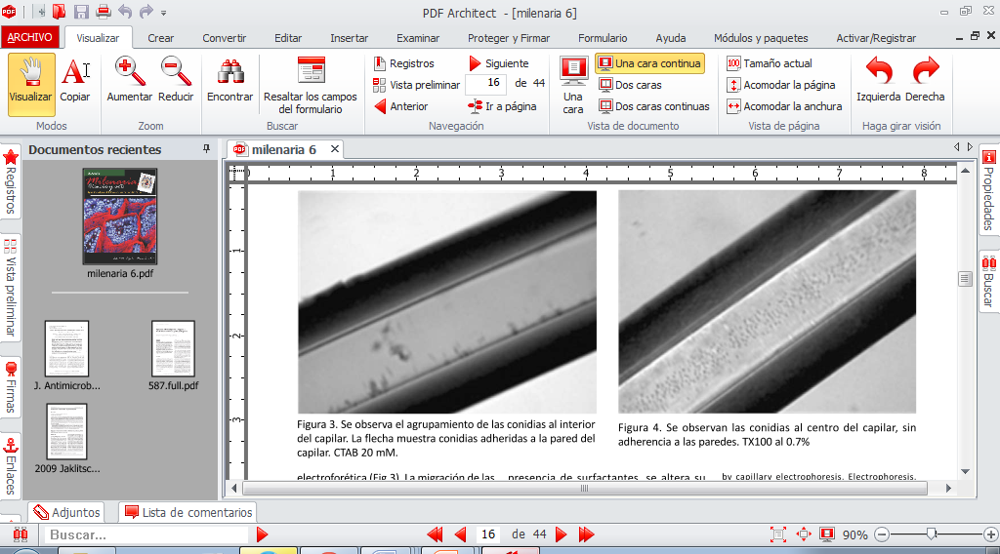 PDF Architect - [milenaria 6]
ARCHIVO Visualizar Crear Convertir Editar Insertar Examinar Proteger y Firmar Formulario Ayuda Módulos y paquetes Activar/Registrar
Visualizar
Copiar
Modos
Aumentar
Reducir
Zoom
Encontrar
Resaltar los campos
del formulario
Buscar
Registros
Vista preliminar
Anterior
Siguiente
16 de 44
Ir a página
Navegación
Una
cara
Una cara continua
Dos caras
Dos caras continuas
Vista de documento
100
Tamaño actual
Acomodar la página
Acomodar la anchura
Vista de página
Izquierda
Derecha
Haga girar visión
Registros
Vista preliminar
Firmas
Enlaces
Documentos recientes
Milenaria
milenaria 6.pdf
J. Antimicrob...
587.full.pdf
2009 Jaklitsc...
PDF milenaria 6
0 1 2 3 4 5 6 7 8
1
2
3
Figura 3. Se observa el agrupamiento de las conidias al interior
del capilar. La flecha muestra conidias adheridas a la pared del
capilar. CTAB 20 mM.
Figura 4. Se observan las conidias al centro del capilar, sin
adherencia a las paredes. TX100 al 0.7%
electroforética (Fig 3). La migración de las
presencia de surfactantes, se altera su
by capillary electrophoresis. Electrophoresis.
Propiedades
Buscar
Adjuntos
Lista de comentarios
Buscar...
16 de 44
90%